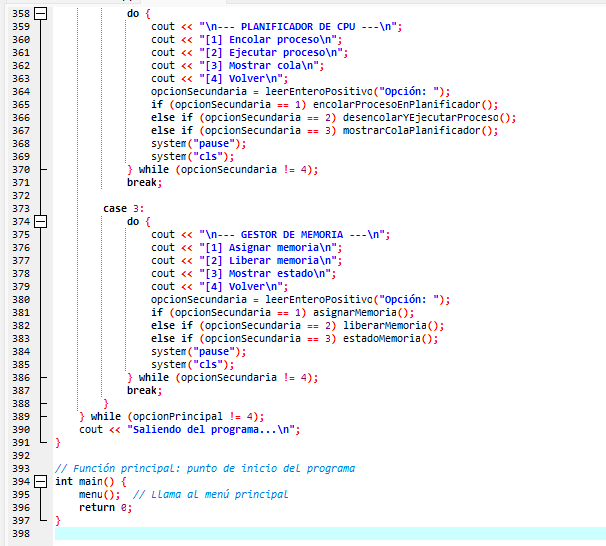 358 do {
359 cout << "\n--- PLANIFICADOR DE CPU ---\n";
360 cout << "[1] Encolar proceso\n";
361 cout << "[2] Ejecutar proceso\n";
362 cout << "[3] Mostrar cola\n";
363 cout << "[4] Volver\n";
364 opcionSecundaria = leerEnteroPositivo("Opción: ");
365 if (opcionSecundaria == 1) encolarProcesoEnPlanificador();
366 else if (opcionSecundaria == 2) desencolarYEjecutarProceso();
367 else if (opcionSecundaria == 3) mostrarColaPlanificador();
368 system("pause");
369 system("cls");
370 } while (opcionSecundaria != 4);
371 break;
372
373 case 3:
374 do {
375 cout << "\n--- GESTOR DE MEMORIA ---\n";
376 cout << "[1] Asignar memoria\n";
377 cout << "[2] Liberar memoria\n";
378 cout << "[3] Mostrar estado\n";
379 cout << "[4] Volver\n";
380 opcionSecundaria = leerEnteroPositivo("Opción: ");
381 if (opcionSecundaria == 1) asignarMemoria();
382 else if (opcionSecundaria == 2) liberarMemoria();
383 else if (opcionSecundaria == 3) estadoMemoria();
384 system("pause");
385 system("cls");
386 } while (opcionSecundaria != 4);
387 break;
388 }
389 } while (opcionPrincipal != 4);
390 cout << "Saliendo del programa...\n";
391 }
392
393 // Función principal: punto de inicio del programa
394 int main() {
395 menu(); // Llama al menú principal
396 return 0;
397 }
398